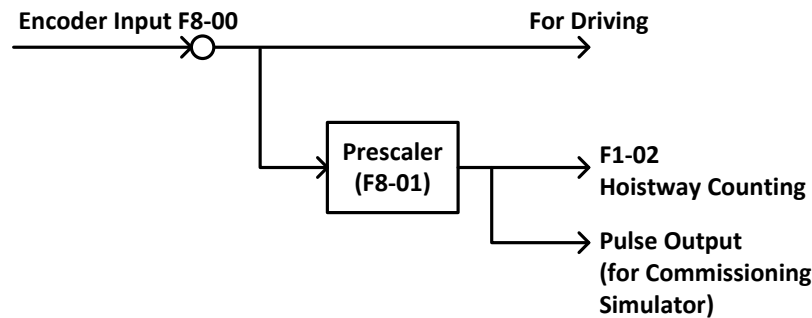 Encoder Input F8-00
For Driving
Prescaler
(F8-01)
F1-02
Hoistway Counting
Pulse Output
(for Commissioning
Simulator)